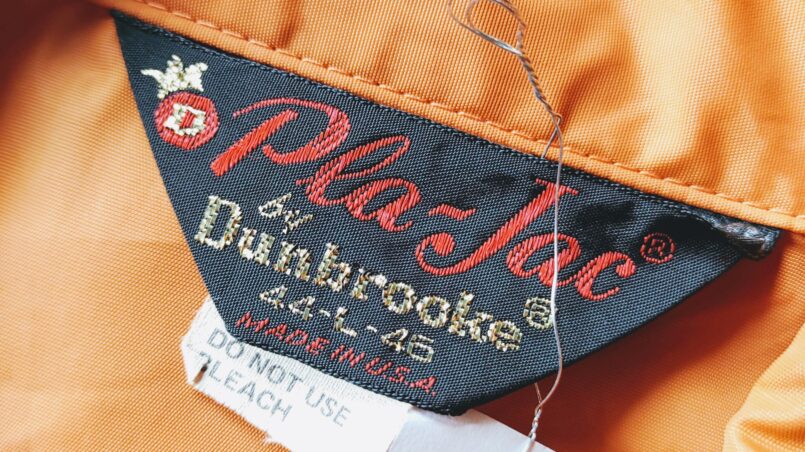 D
Pla-Jac®
by
Dunbrooke®
44-L-46
MADE IN U.S.A.
DO NOT USE
BLEACH